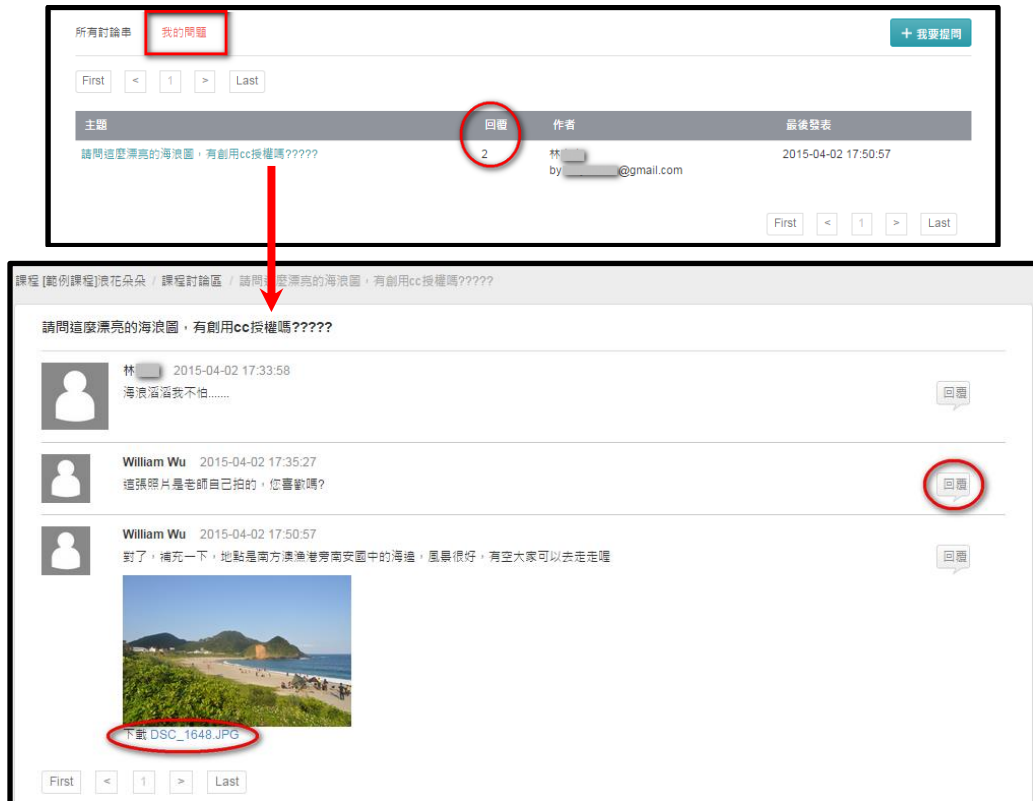 所有討論串 我的問題 + 我要提問
First < 1 > Last
主題 回覆 作者 最後發表
請問這麼漂亮的海浪圖，有創用cc授權嗎????? 2 林 2015-04-02 17:50:57
by @gmail.com
First < 1 > Last
課程 [範例課程]浪花朵朵 / 課程討論區 / 請問這麼漂亮的海浪圖，有創用cc授權嗎?????
請問這麼漂亮的海浪圖，有創用cc授權嗎?????
林 2015-04-02 17:33:58
海浪滔滔我不怕....... 回覆
William Wu 2015-04-02 17:35:27
這張照片是老師自己拍的，您喜歡嗎? 回覆
William Wu 2015-04-02 17:50:57
對了，補充一下，地點是南方澳漁港旁南安國中的海邊，風景很好，有空大家可以去走走喔 回覆
下載 DSC_1648.JPG
First < 1 > Last